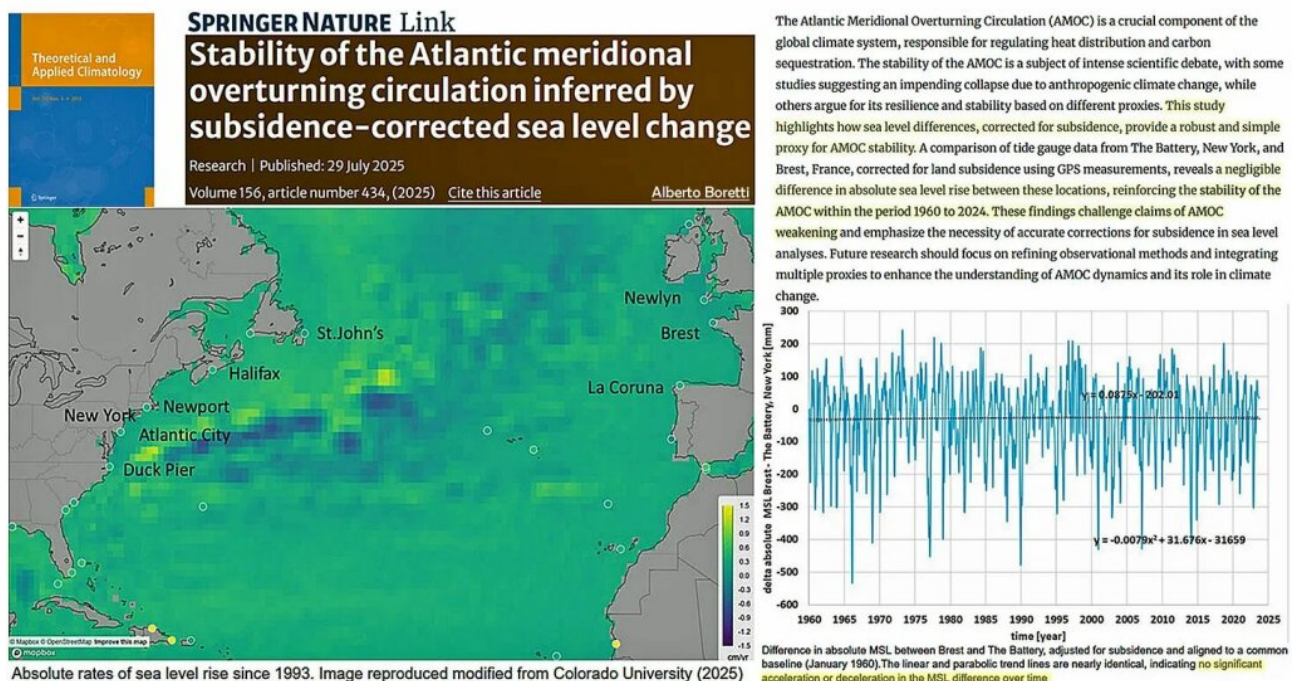 Theoretical and
Applied Climatology
Springer
SPRINGER NATURE Link
Stability of the Atlantic meridional
overturning circulation inferred by
subsidence-corrected sea level change
Research | Published: 29 July 2025
Volume 156, article number 434, (2025) Cite this article Alberto Boretti
The Atlantic Meridional Overturning Circulation (AMOC) is a crucial component of the
global climate system, responsible for regulating heat distribution and carbon
sequestration. The stability of the AMOC is a subject of intense scientific debate, with some
studies suggesting an impending collapse due to anthropogenic climate change, while
others argue for its resilience and stability based on different proxies. This study
highlights how sea level differences, corrected for subsidence, provide a robust and simple
proxy for AMOC stability. A comparison of tide gauge data from The Battery, New York, and
Brest, France, corrected for land subsidence using GPS measurements, reveals a negligible
difference in absolute sea level rise between these locations, reinforcing the stability of the
AMOC within the period 1960 to 2024. These findings challenge claims of AMOC
weakening and emphasize the necessity of accurate corrections for subsidence in sea level
analyses. Future research should focus on refining observational methods and integrating
multiple proxies to enhance the understanding of AMOC dynamics and its role in climate
change.
+
-
Newlyn
Brest
St.John's
Halifax
La Coruna
New York
Newport
Atlantic City
Duck Pier
1.5
1.2
0.9
0.6
0.3
0.0
-0.3
-0.6
-0.9
-1.2
-1.5
cm/yr
© Mapbox © OpenStreetMap Improve this map
mapbox
Absolute rates of sea level rise since 1993. Image reproduced modified from Colorado University (2025)
delta absolute MSL Brest - The Battery, New York [mm]
300
200
100
0
-100
-200
-300
-400
-500
-600
y = 0.0875x - 202.01
y = -0.0079x² + 31.676x - 31659
1960 1965 1970 1975 1980 1985 1990 1995 2000 2005 2010 2015 2020 2025
time [year]
Difference in absolute MSL between Brest and The Battery, adjusted for subsidence and aligned to a common
baseline (January 1960).The linear and parabolic trend lines are nearly identical, indicating no significant
acceleration or deceleration in the MSL difference over time